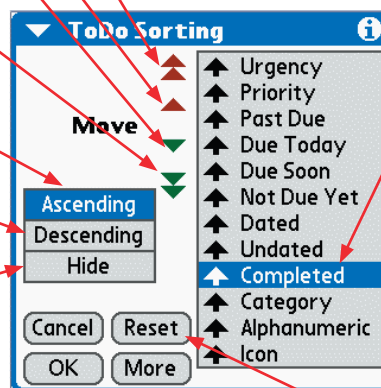 ToDo Sorting
Move
Urgency
Priority
Past Due
Due Today
Due Soon
Not Due Yet
Dated
Undated
Completed
Category
Alphanumeric
Icon
Ascending
Descending
Hide
Cancel
Reset
OK
More